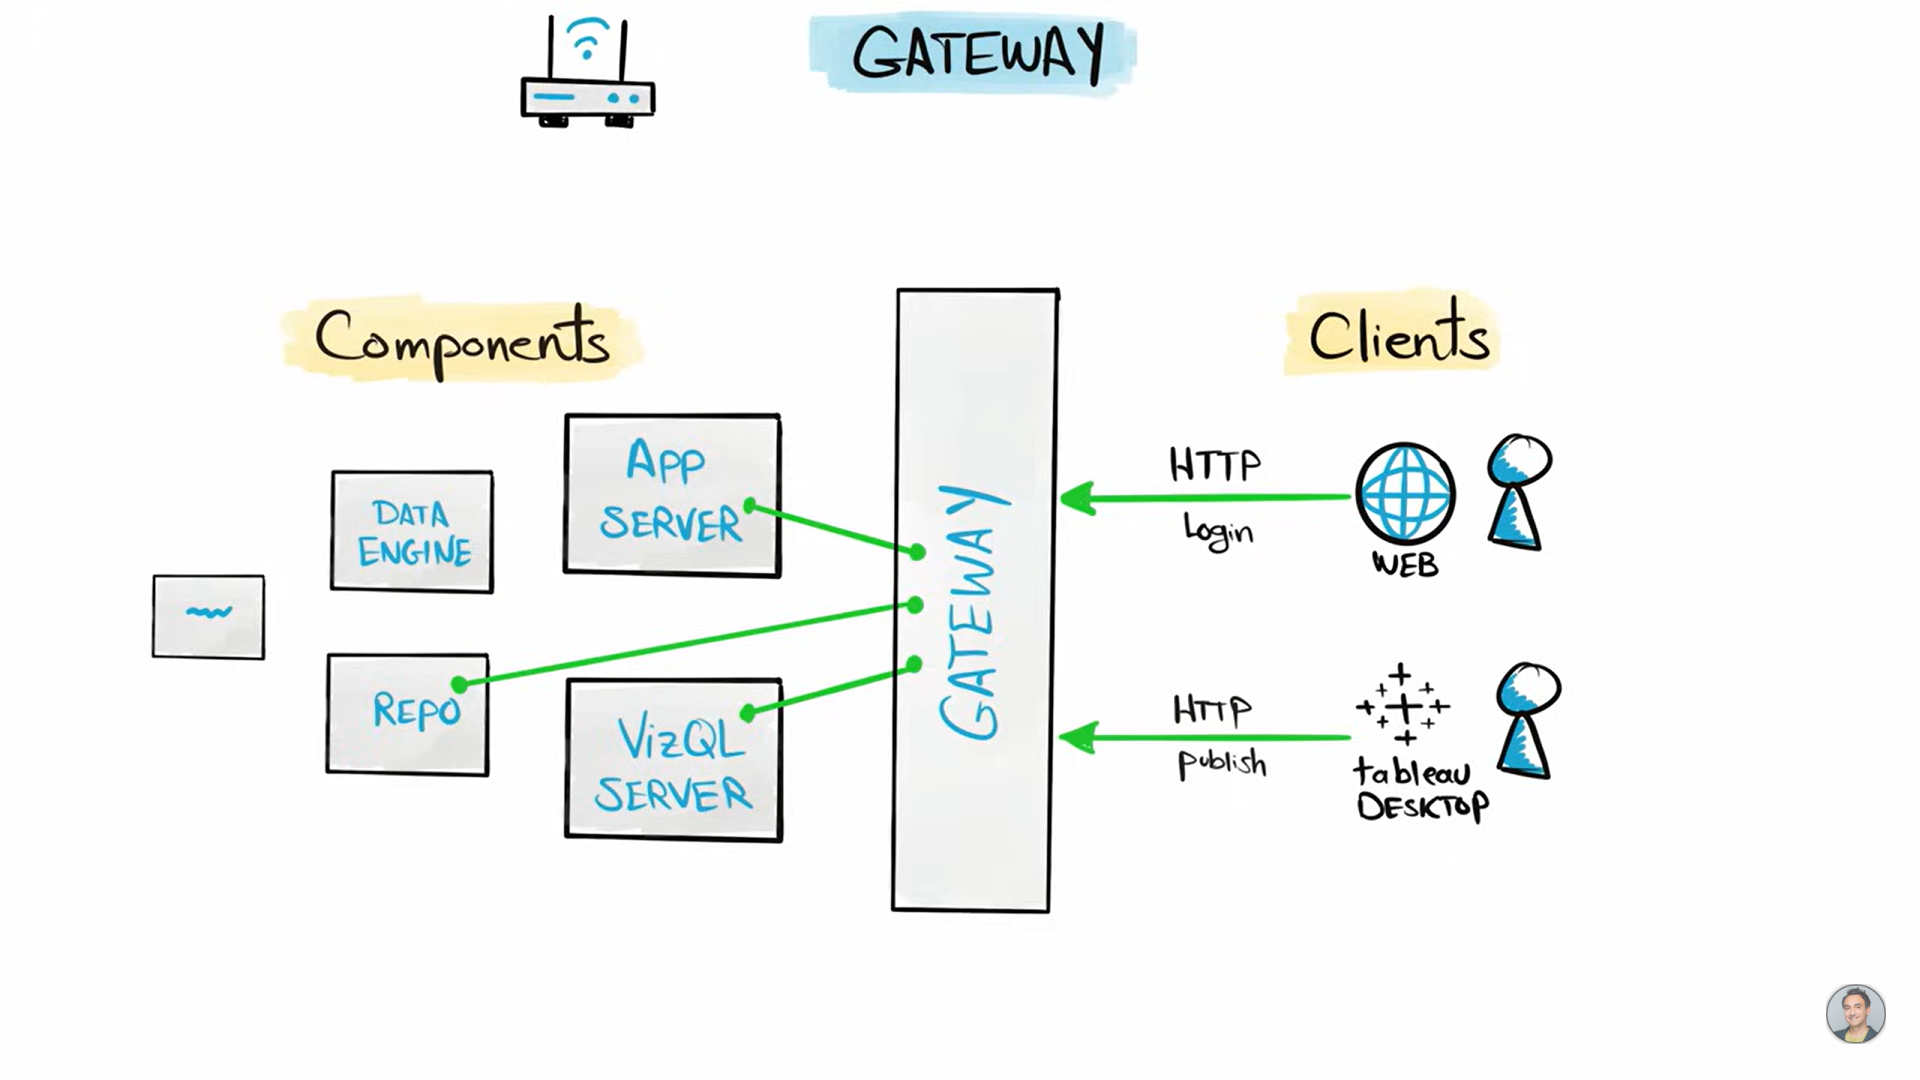 GATEWAY
Components
Clients
APP
SERVER
DATA
ENGINE
REPO
VizQL
SERVER
GATEWAY
HTTP
Login
WEB
HTTP
publish
tableau
DESKTOP